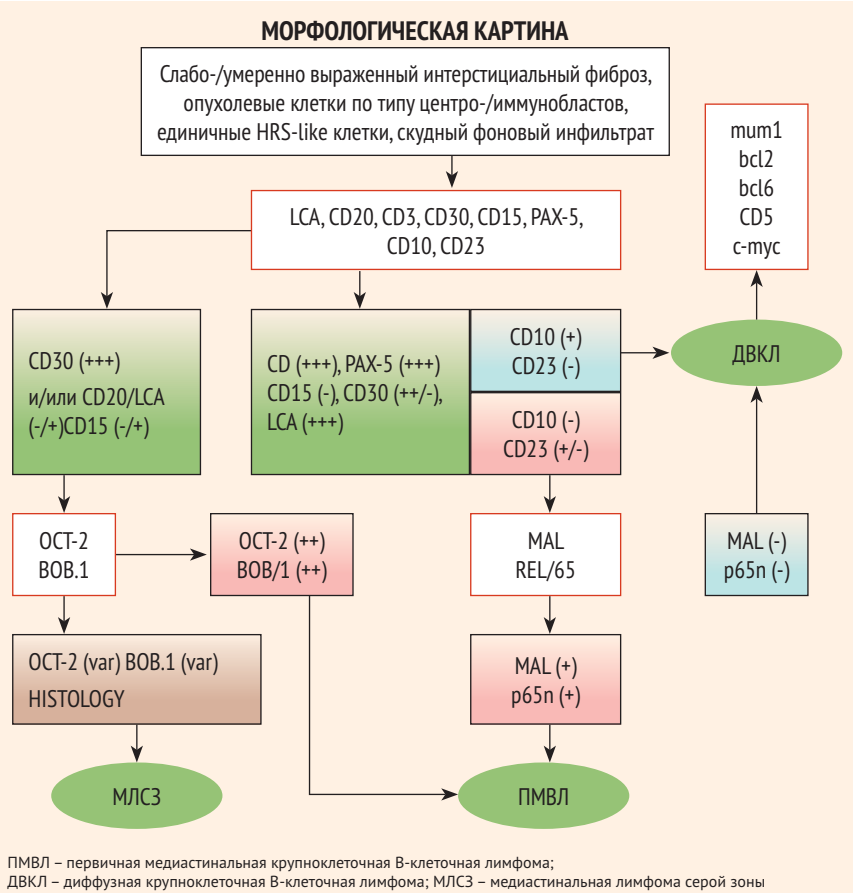 МОРФОЛОГИЧЕСКАЯ КАРТИНА
Слабо-/умеренно выраженный интерстициальный фиброз,
опухолевые клетки по типу центро-/иммунобластов,
единичные HRS-like клетки, скудный фоновый инфильтрат
mum1
bcl2
bcl6
CD5
c-myc
LCA, CD20, CD3, CD30, CD15, PAX-5,
CD10, CD23
CD30 (+++)
и/или CD20/LCA
(-/+)CD15 (-/+)
CD (+++), PAX-5 (+++)
CD15 (-), CD30 (++/-),
LCA (+++)
CD10 (+)
CD23 (-)
CD10 (-)
CD23 (+/-)
ДВКЛ
OCT-2
BOB.1
OCT-2 (++)
BOB/1 (++)
MAL
REL/65
MAL (-)
p65n (-)
OCT-2 (var) BOB.1 (var)
HISTOLOGY
MAL (+)
p65n (+)
МЛСЗ
ПМВЛ
ПМВЛ – первичная медиастинальная крупноклеточная В-клеточная лимфома;
ДВКЛ – диффузная крупноклеточная В-клеточная лимфома; МЛСЗ – медиастинальная лимфома серой зоны